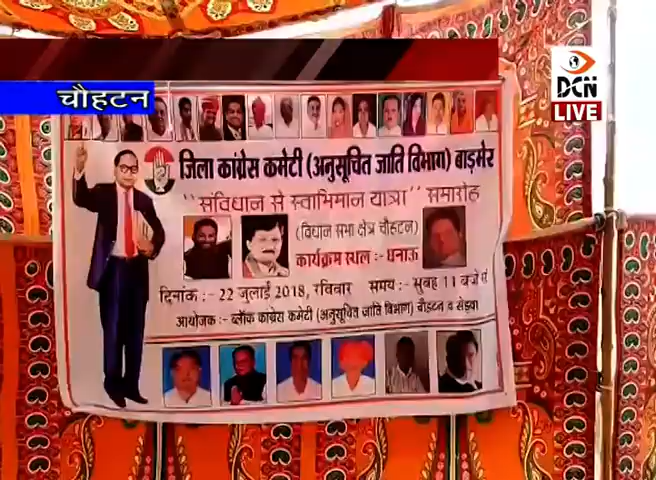 DCN
LIVE
चौहटन
जिला कांग्रेस कमेटी (अनुसूचित जाति विभाग) बाड़मेर
"संविधान से स्वाभिमान यात्रा" समारोह
(विधान सभा क्षेत्र चौहटन)
कार्यक्रम स्थल :- धनाऊ
दिनांक :- 22 जुलाई 2018, रविवार समय :- सुबह 11 बजे से
आयोजक :- ब्लॉक कांग्रेस कमेटी (अनुसूचित जाति विभाग) चौहटन व सेड़वा